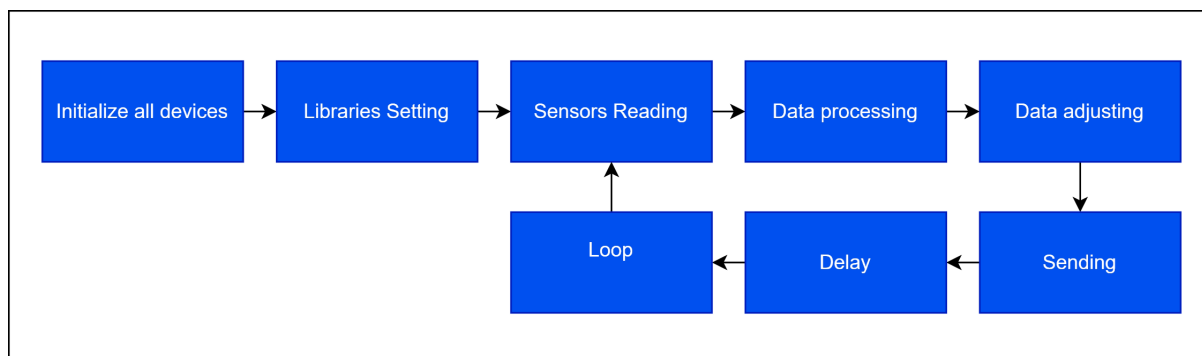 Initialize all devices
Libraries Setting
Sensors Reading
Data processing
Data adjusting
Loop
Delay
Sending